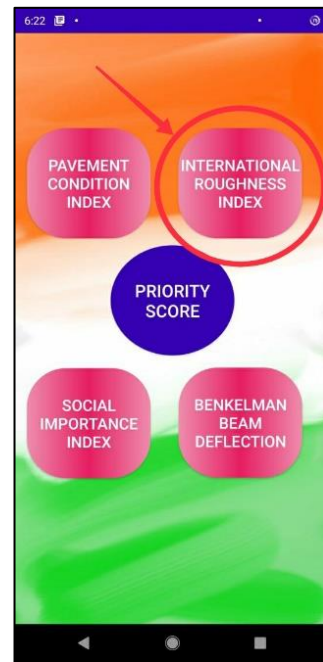 6:22
PAVEMENT
CONDITION
INDEX
INTERNATIONAL
ROUGHNESS
INDEX
PRIORITY
SCORE
SOCIAL
IMPORTANCE
INDEX
BENKELMAN
BEAM
DEFLECTION